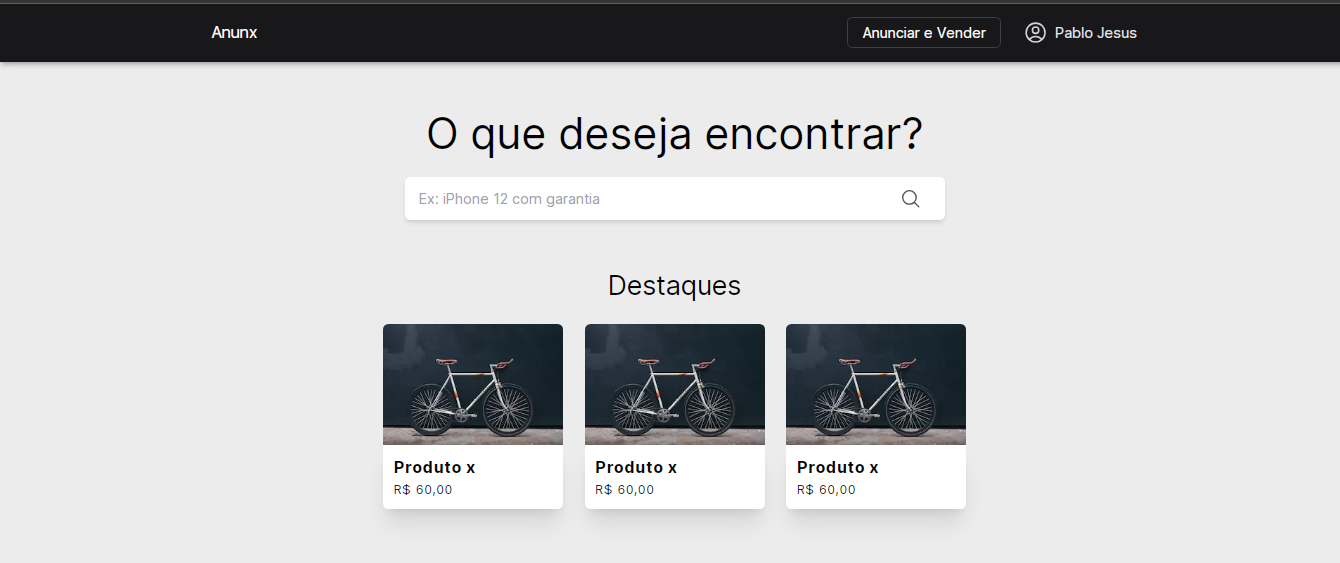 Anunx
Anunciar e Vender
Pablo Jesus
O que deseja encontrar?
Ex: iPhone 12 com garantia
Destaques
Produto x
R$ 60,00
Produto x
R$ 60,00
Produto x
R$ 60,00